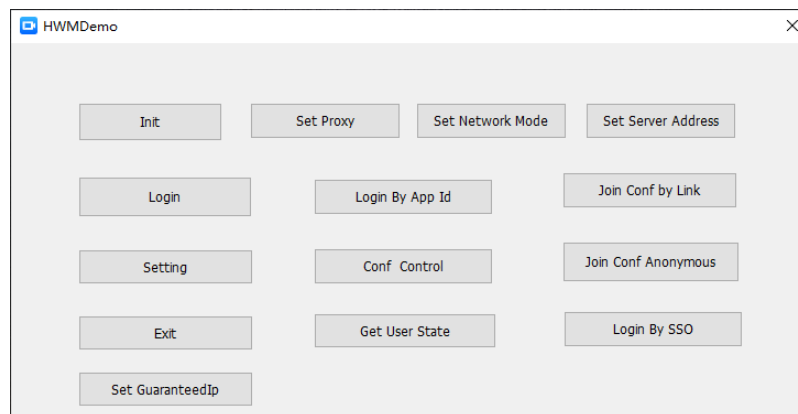 HWMDemo
Init
Set Proxy
Set Network Mode
Set Server Address
Login
Login By App Id
Join Conf by Link
Setting
Conf  Control
Join Conf Anonymous
Exit
Get User State
Login By SSO
Set GuaranteedIp